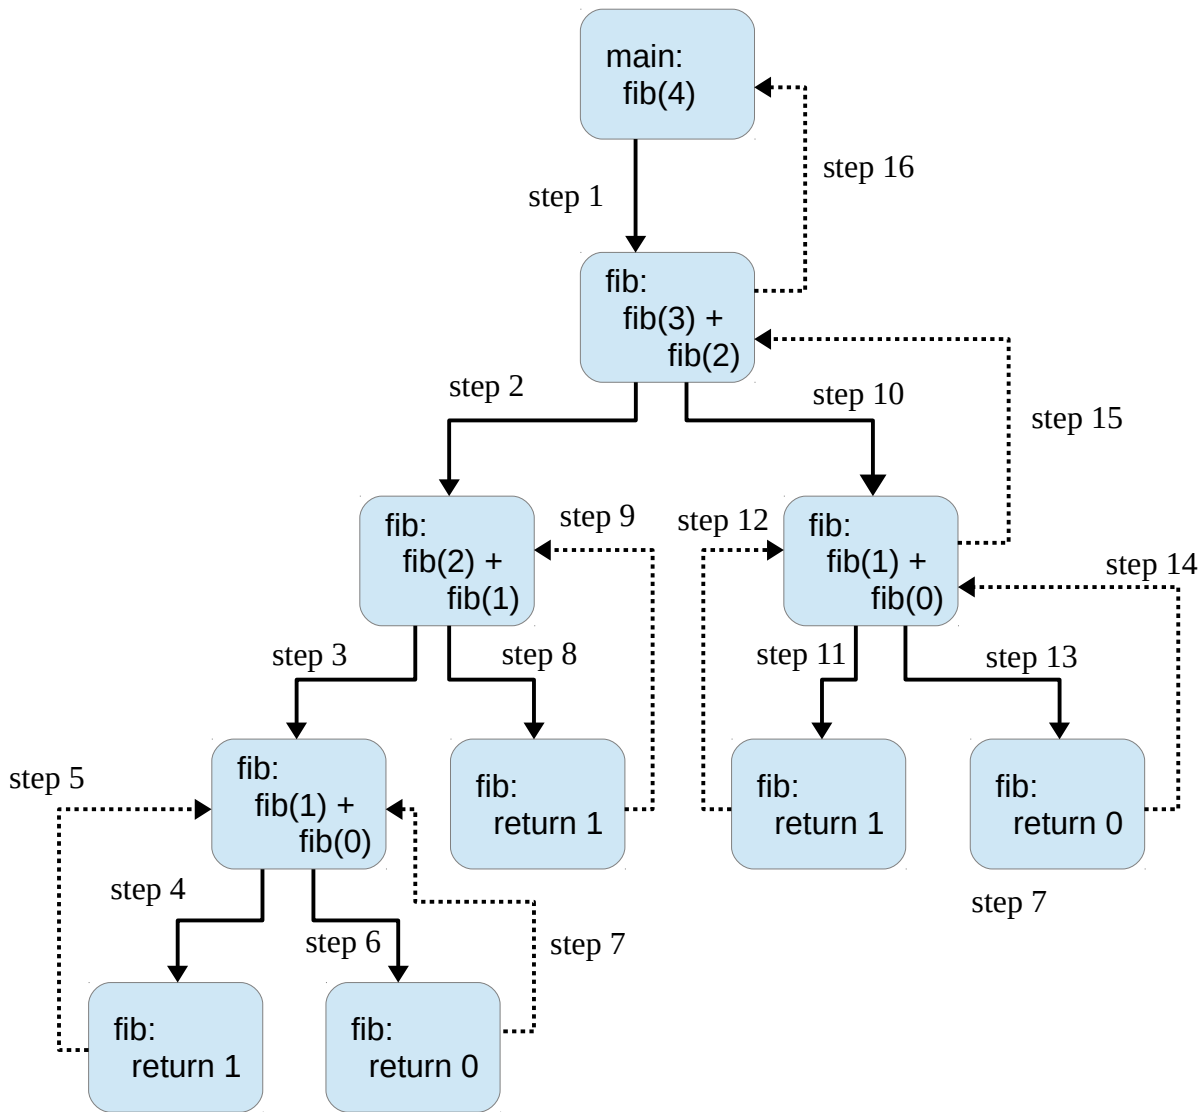 main:
fib(4)
step 16
step 1
fib:
fib(3) +
fib(2)
step 2
step 10
step 15
fib:
fib(2) +
fib(1)
step 9
step 12
fib:
fib(1) +
fib(0)
step 14
step 3
step 8
step 11
step 13
step 5
fib:
fib(1) +
fib(0)
fib:
return 1
fib:
return 1
fib:
return 0
step 4
step 6
step 7
step 7
fib:
return 1
fib:
return 0